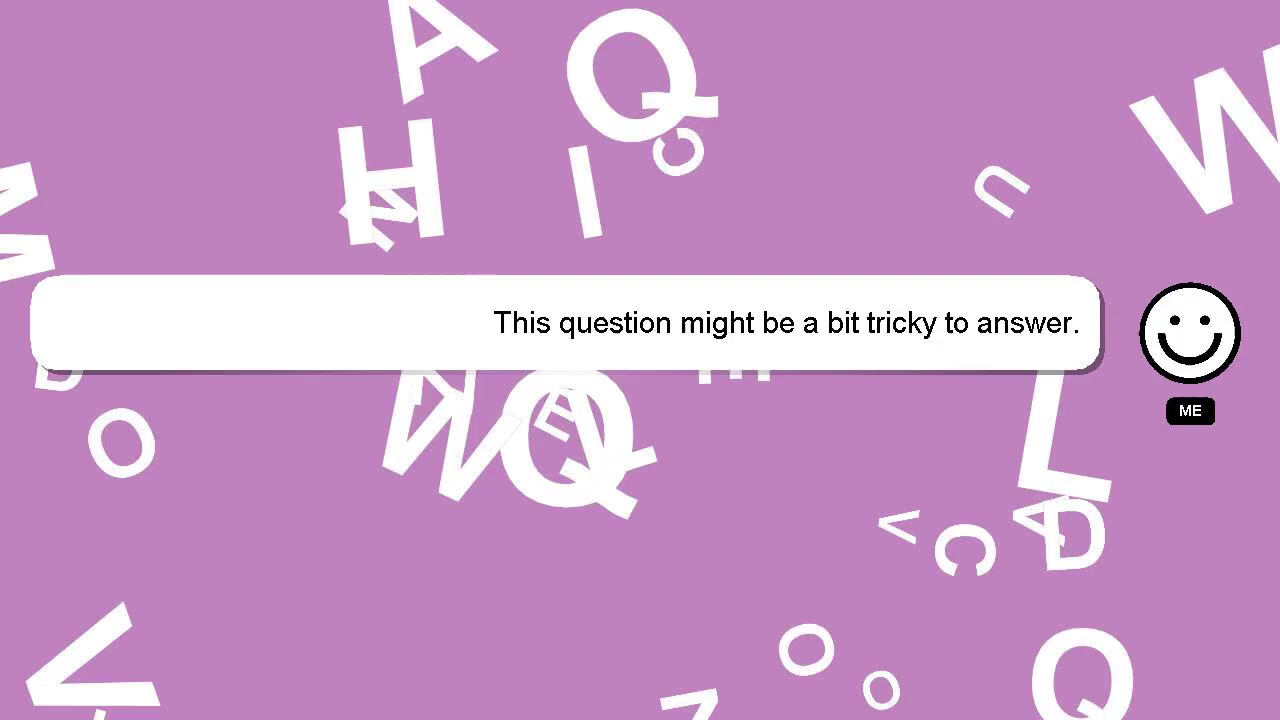 A
Q
H
I
C
U
W
M
This question might be a bit tricky to answer.
ME
D
O
W
Q
E
L
V
C
A
D
V
O
O
Q